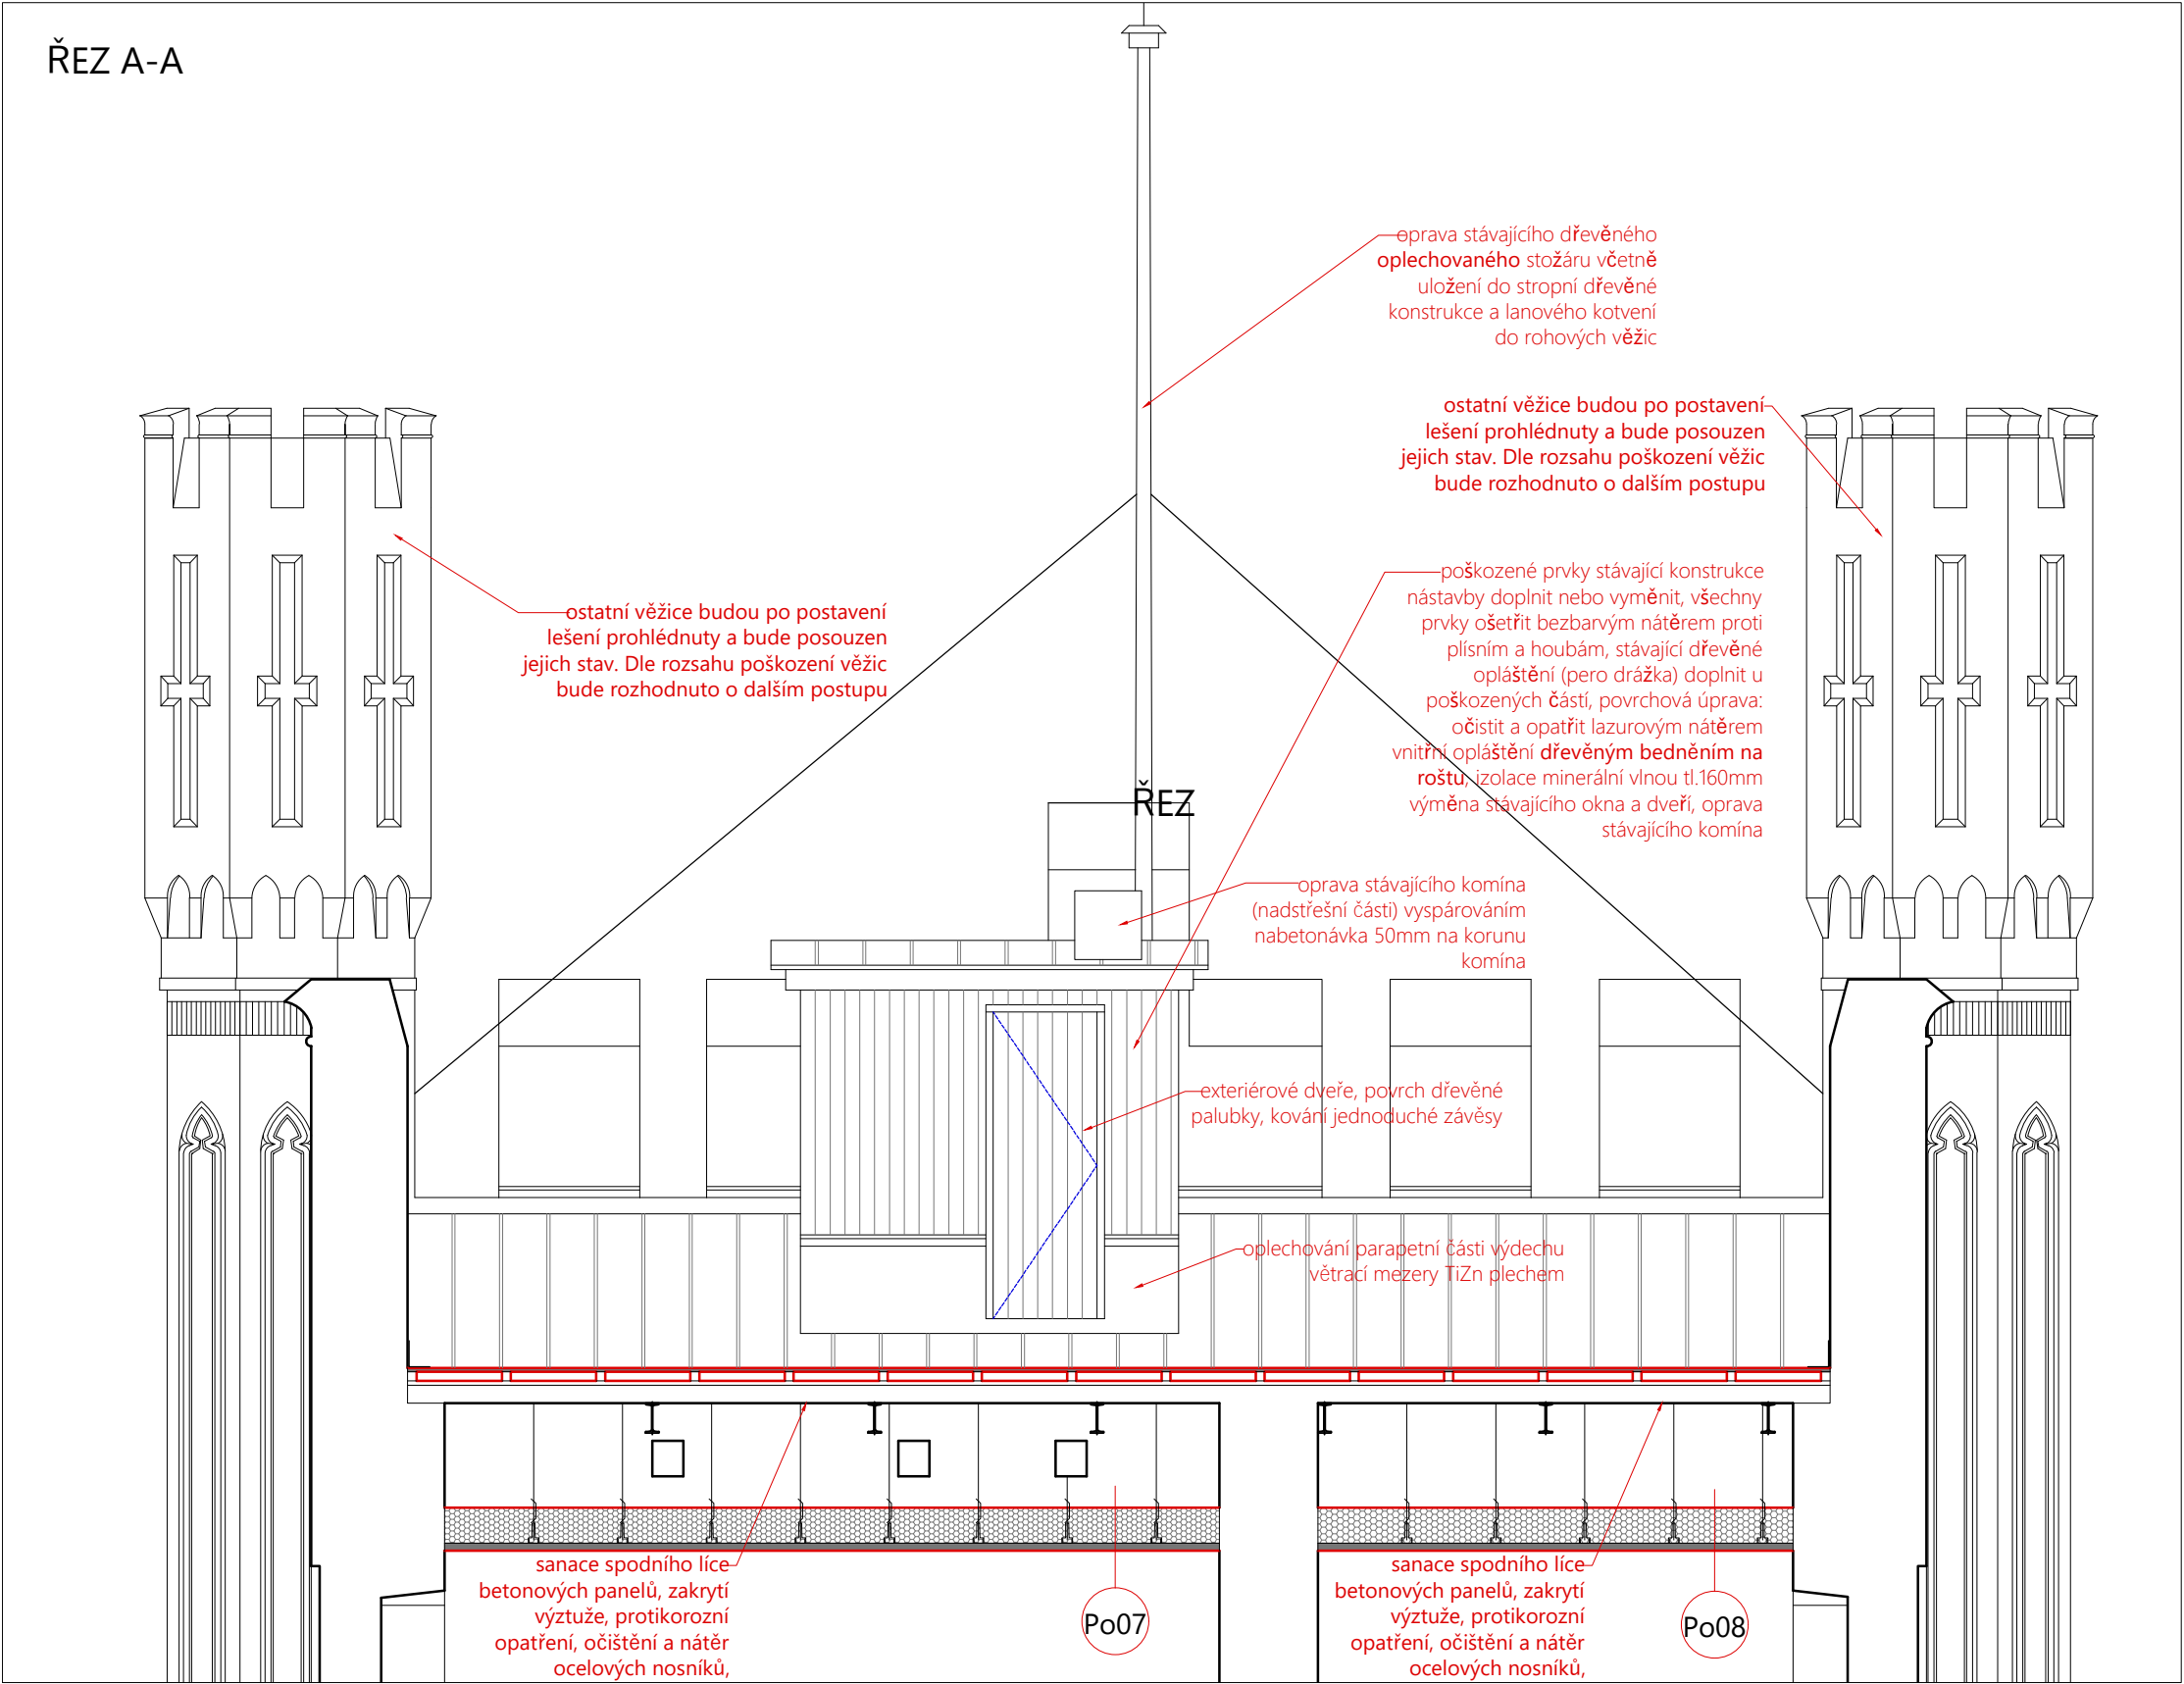 ŘEZ A-A
oprava stávajícího dřevěného
oplechovaného stožáru včetně
uložení do stropní dřevěné
konstrukce a lanového kotvení
do rohových věžic
ostatní věžice budou po postavení
lešení prohlédnuty a bude posouzen
jejich stav. Dle rozsahu poškození věžic
bude rozhodnuto o dalším postupu
poškozené prvky stávající konstrukce
nástavby doplnit nebo vyměnit, všechny
prvky ošetřit bezbarvým nátěrem proti
plísním a houbám, stávající dřevěné
opláštění (pero drážka) doplnit u
poškozených částí, povrchová úprava:
očistit a opatřit lazurovým nátěrem
vnitřní opláštění dřevěným bedněním na
roštu, izolace minerální vlnou tl.160mm
výměna stávajícího okna a dveří, oprava
stávajícího komína
ostatní věžice budou po postavení
lešení prohlédnuty a bude posouzen
jejich stav. Dle rozsahu poškození věžic
bude rozhodnuto o dalším postupu
ŘEZ
oprava stávajícího komína
(nadstřešní části) vyspárováním
nabetonávka 50mm na korunu
komína
exteriérové dveře, povrch dřevěné
palubky, kování jednoduché závěsy
oplechování parapetní části výdechu
větrací mezery TiZn plechem
sanace spodního líce
betonových panelů, zakrytí
výztuže, protikorozní
opatření, očištění a nátěr
ocelových nosníků,
Po07
sanace spodního líce
betonových panelů, zakrytí
výztuže, protikorozní
opatření, očištění a nátěr
ocelových nosníků,
Po08